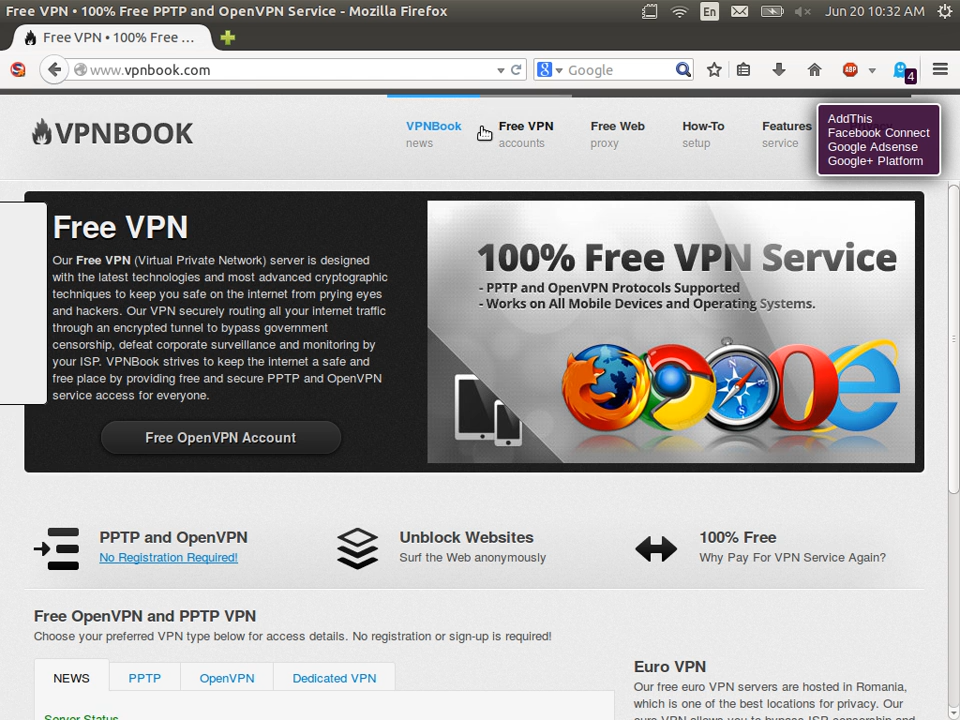 Free VPN • 100% Free PPTP and OpenVPN Service - Mozilla Firefox
En
Jun 20 10:32 AM
Free VPN • 100% Free ...
www.vpnbook.com
8
Google
ABP
4
VPNBOOK
VPNBook
news
Free VPN
accounts
Free Web
proxy
How-To
setup
Features
service
AddThis
Facebook Connect
Google Adsense
Google+ Platform
Free VPN
Our Free VPN (Virtual Private Network) server is designed
with the latest technologies and most advanced cryptographic
techniques to keep you safe on the internet from prying eyes
and hackers. Our VPN securely routing all your internet traffic
through an encrypted tunnel to bypass government
censorship, defeat corporate surveillance and monitoring by
your ISP. VPNBook strives to keep the internet a safe and
free place by providing free and secure PPTP and OpenVPN
service access for everyone.
Free OpenVPN Account
100% Free VPN Service
- PPTP and OpenVPN Protocols Supported
- Works on All Mobile Devices and Operating Systems.
PPTP and OpenVPN
No Registration Required!
Unblock Websites
Surf the Web anonymously
100% Free
Why Pay For VPN Service Again?
Free OpenVPN and PPTP VPN
Choose your preferred VPN type below for access details. No registration or sign-up is required!
NEWS
PPTP
OpenVPN
Dedicated VPN
Server Status
Euro VPN
Our free euro VPN servers are hosted in Romania,
which is one of the best locations for privacy. Our
euro VPN allows you to bypass ISP censorship and